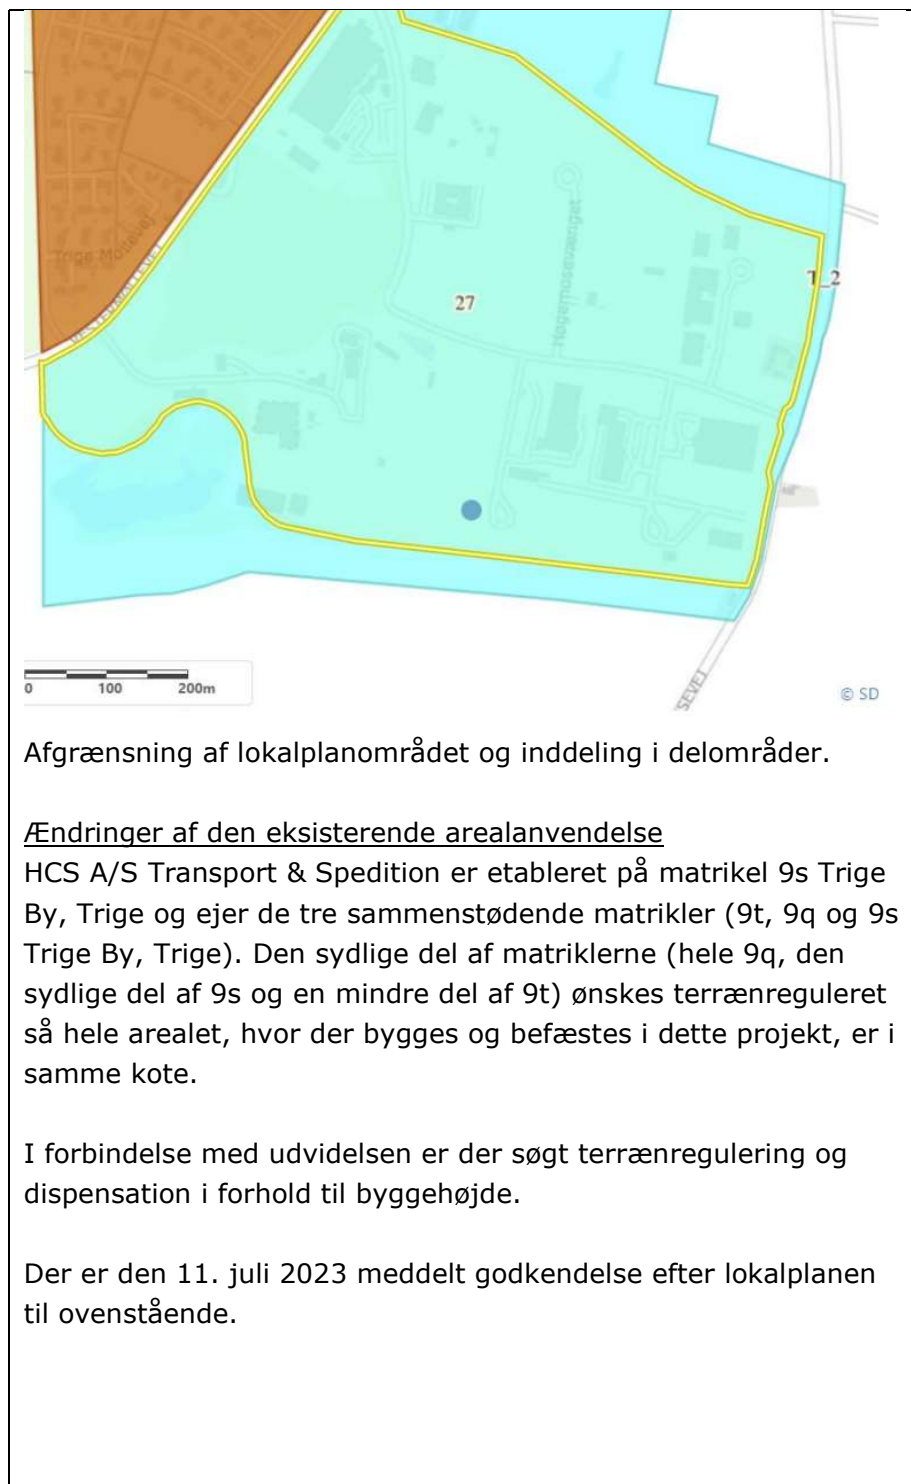 Trige Møllevej
Høgemosevænget
27
T_2
0 100 200m
SEVEJ
© SD
Afgrænsning af lokalplanområdet og inddeling i delområder.
Ændringer af den eksisterende arealanvendelse
HCS A/S Transport & Spedition er etableret på matrikel 9s Trige
By, Trige og ejer de tre sammenstødende matrikler (9t, 9q og 9s
Trige By, Trige). Den sydlige del af matriklerne (hele 9q, den
sydlige del af 9s og en mindre del af 9t) ønskes terrænreguleret
så hele arealet, hvor der bygges og befæstes i dette projekt, er i
samme kote.
I forbindelse med udvidelsen er der søgt terrænregulering og
dispensation i forhold til byggehøjde.
Der er den 11. juli 2023 meddelt godkendelse efter lokalplanen
til ovenstående.